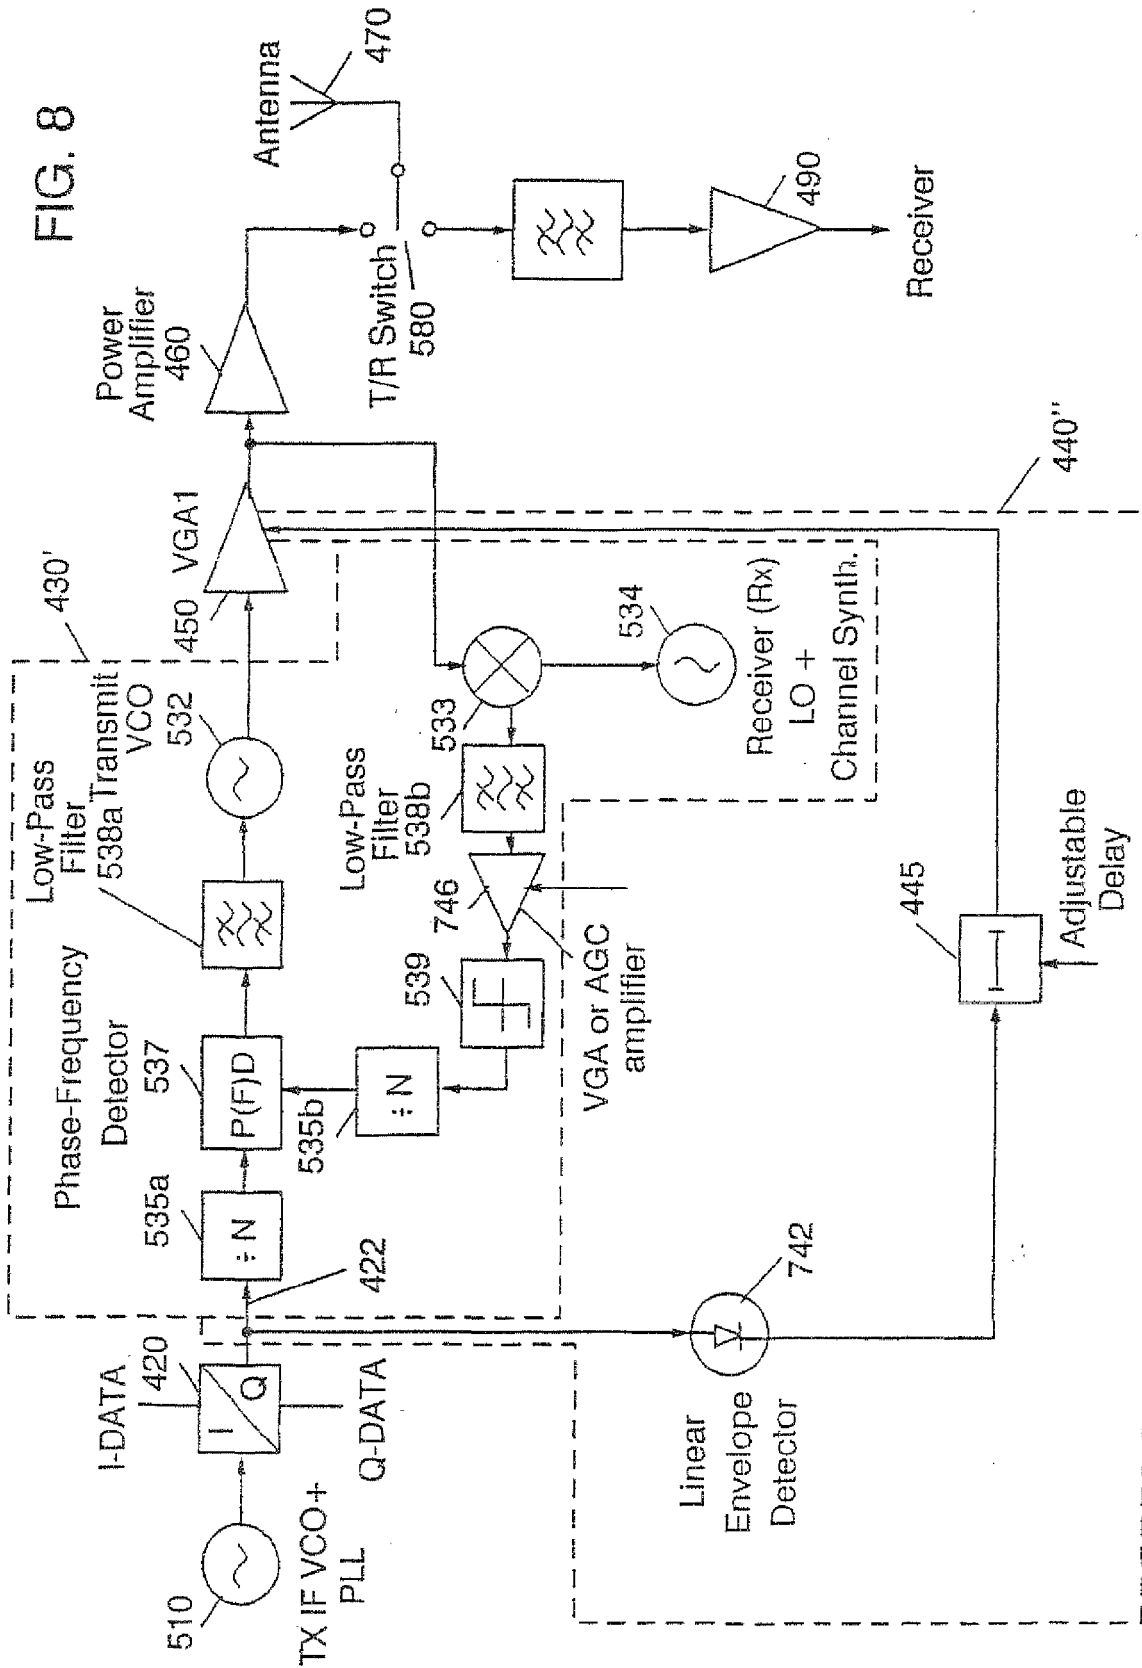 FIG. 8
Antenna
470
Power
Amplifier
460
T/R Switch
580
490
Receiver
430'
VGA1
450
440"
Transmit
VCO
532
Low-Pass
Filter
538a
Phase-Frequency
Detector
537
P(F)D
535a
÷ N
422
535b
÷ N
539
746
VGA or AGC
amplifier
Low-Pass
Filter
538b
533
534
Receiver (Rx)
LO +
Channel Synth.
I-DATA
420
I
Q
Q-DATA
510
TX IF VCO+
PLL
Linear
Envelope
Detector
742
445
Adjustable
Delay